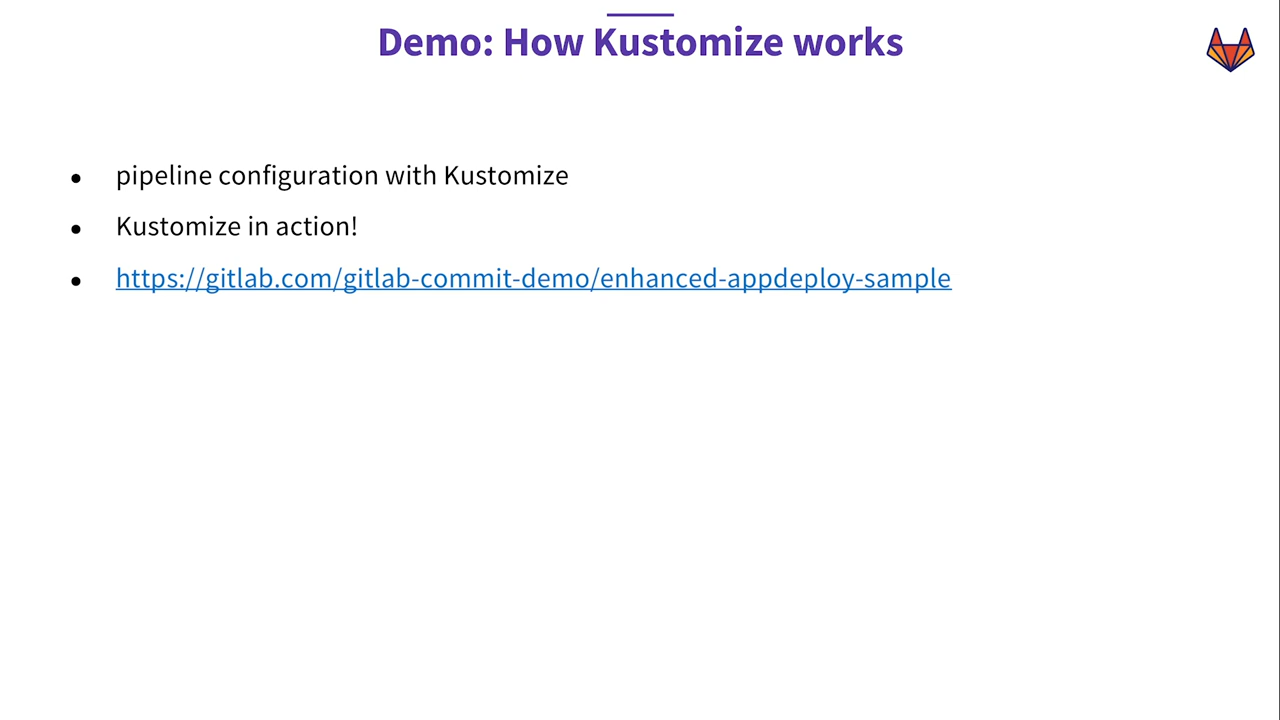 Demo: How Kustomize works
• pipeline configuration with Kustomize
• Kustomize in action!
• https://gitlab.com/gitlab-commit-demo/enhanced-appdeploy-sample